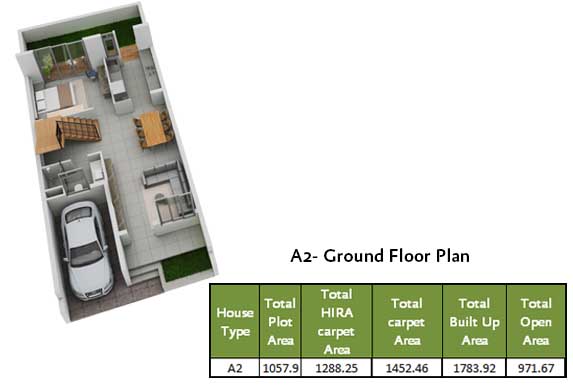 A2- Ground Floor Plan
House Type | Total Plot Area | Total HIRA carpet Area | Total carpet Area | Total Built Up Area | Total Open Area
A2 | 1057.9 | 1288.25 | 1452.46 | 1783.92 | 971.67